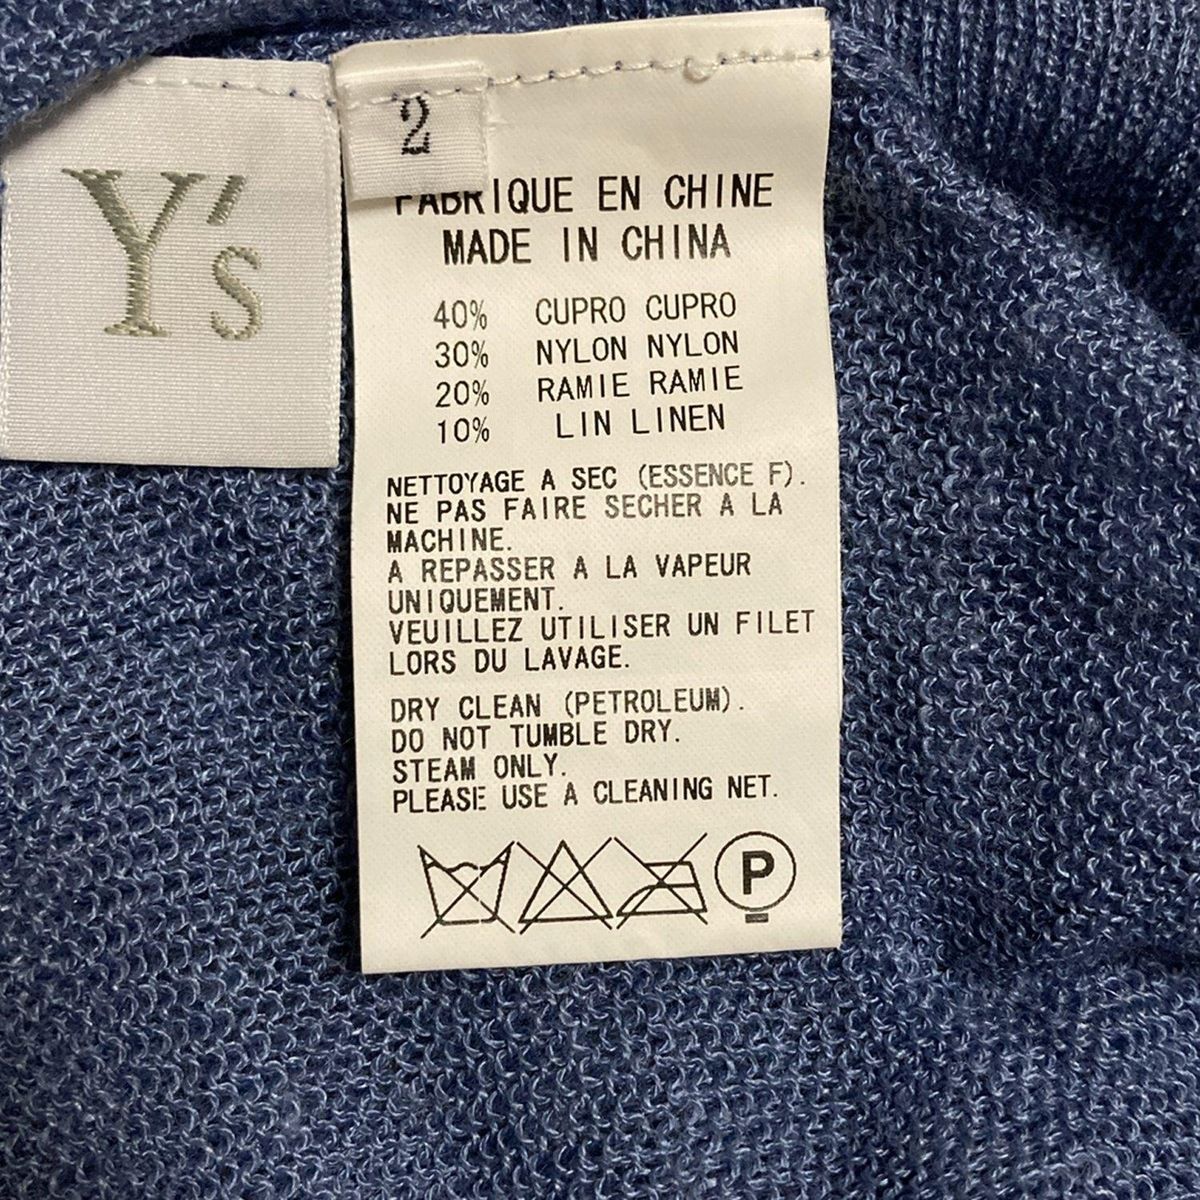 Y's
2
FABRIQUE EN CHINE
MADE IN CHINA
40% CUPRO CUPRO
30% NYLON NYLON
20% RAMIE RAMIE
10% LIN LINEN
NETTOYAGE A SEC (ESSENCE F).
NE PAS FAIRE SECHER A LA
MACHINE.
A REPASSER A LA VAPEUR
UNIQUEMENT.
VEUILLEZ UTILISER UN FILET
LORS DU LAVAGE.
DRY CLEAN (PETROLEUM).
DO NOT TUMBLE DRY.
STEAM ONLY.
PLEASE USE A CLEANING NET.
P